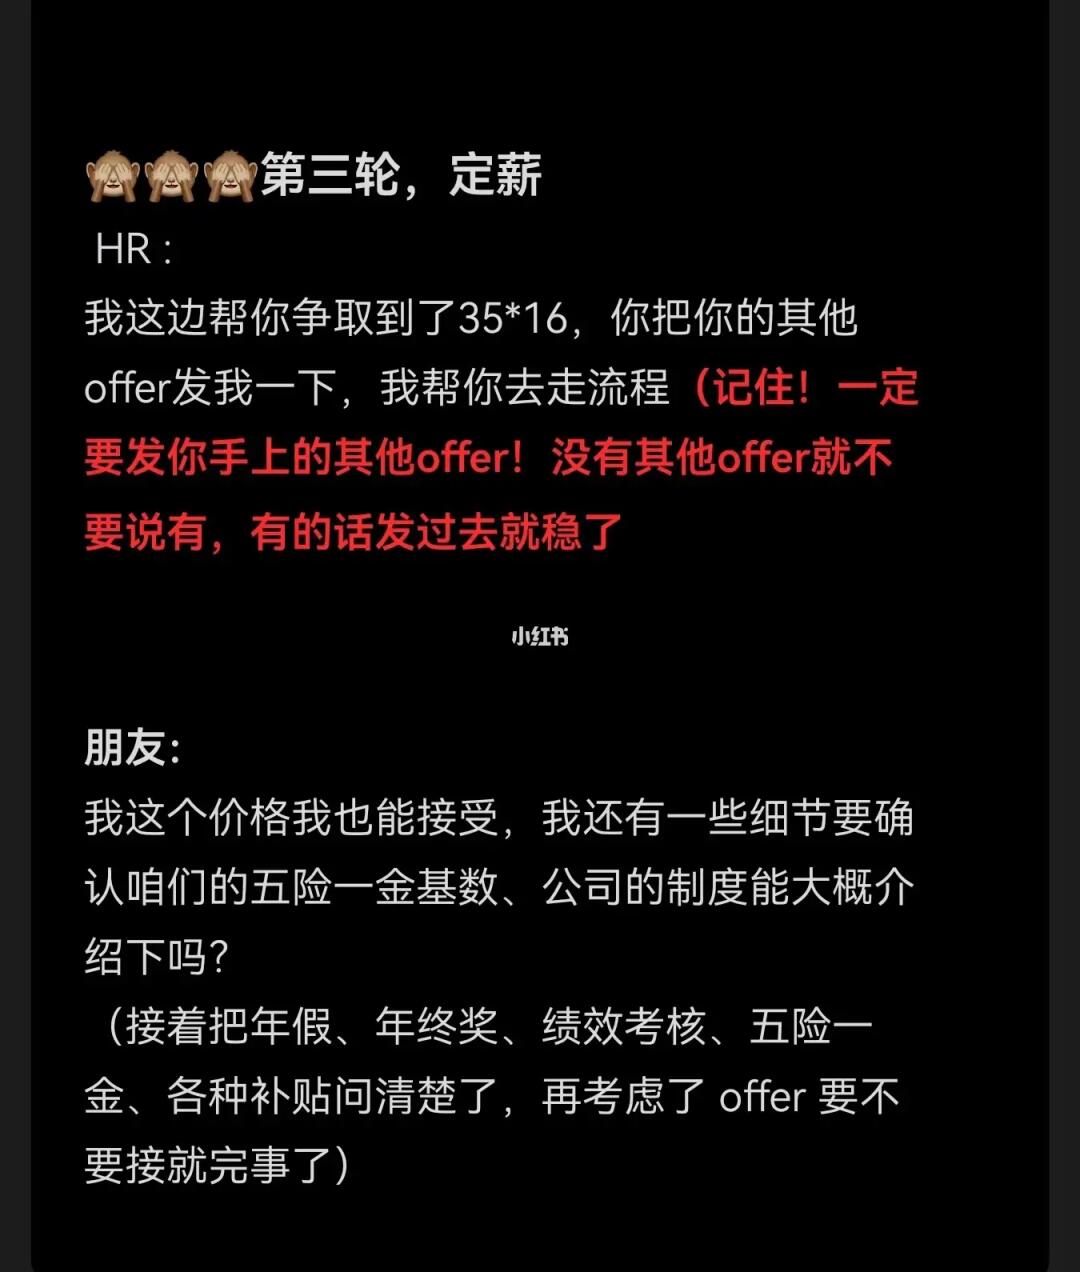 🙈🙈🙈第三轮，定薪
HR：
我这边帮你争取到了35*16，你把你的其他
offer发我一下，我帮你去走流程（记住！一定
要发你手上的其他offer！没有其他offer就不
要说有，有的话发过去就稳了
小红书
朋友：
我这个价格我也能接受，我还有一些细节要确
认咱们的五险一金基数、公司的制度能大概介
绍下吗？
（接着把年假、年终奖、绩效考核、五险一
金、各种补贴问清楚了，再考虑了 offer 要不
要接就完事了）